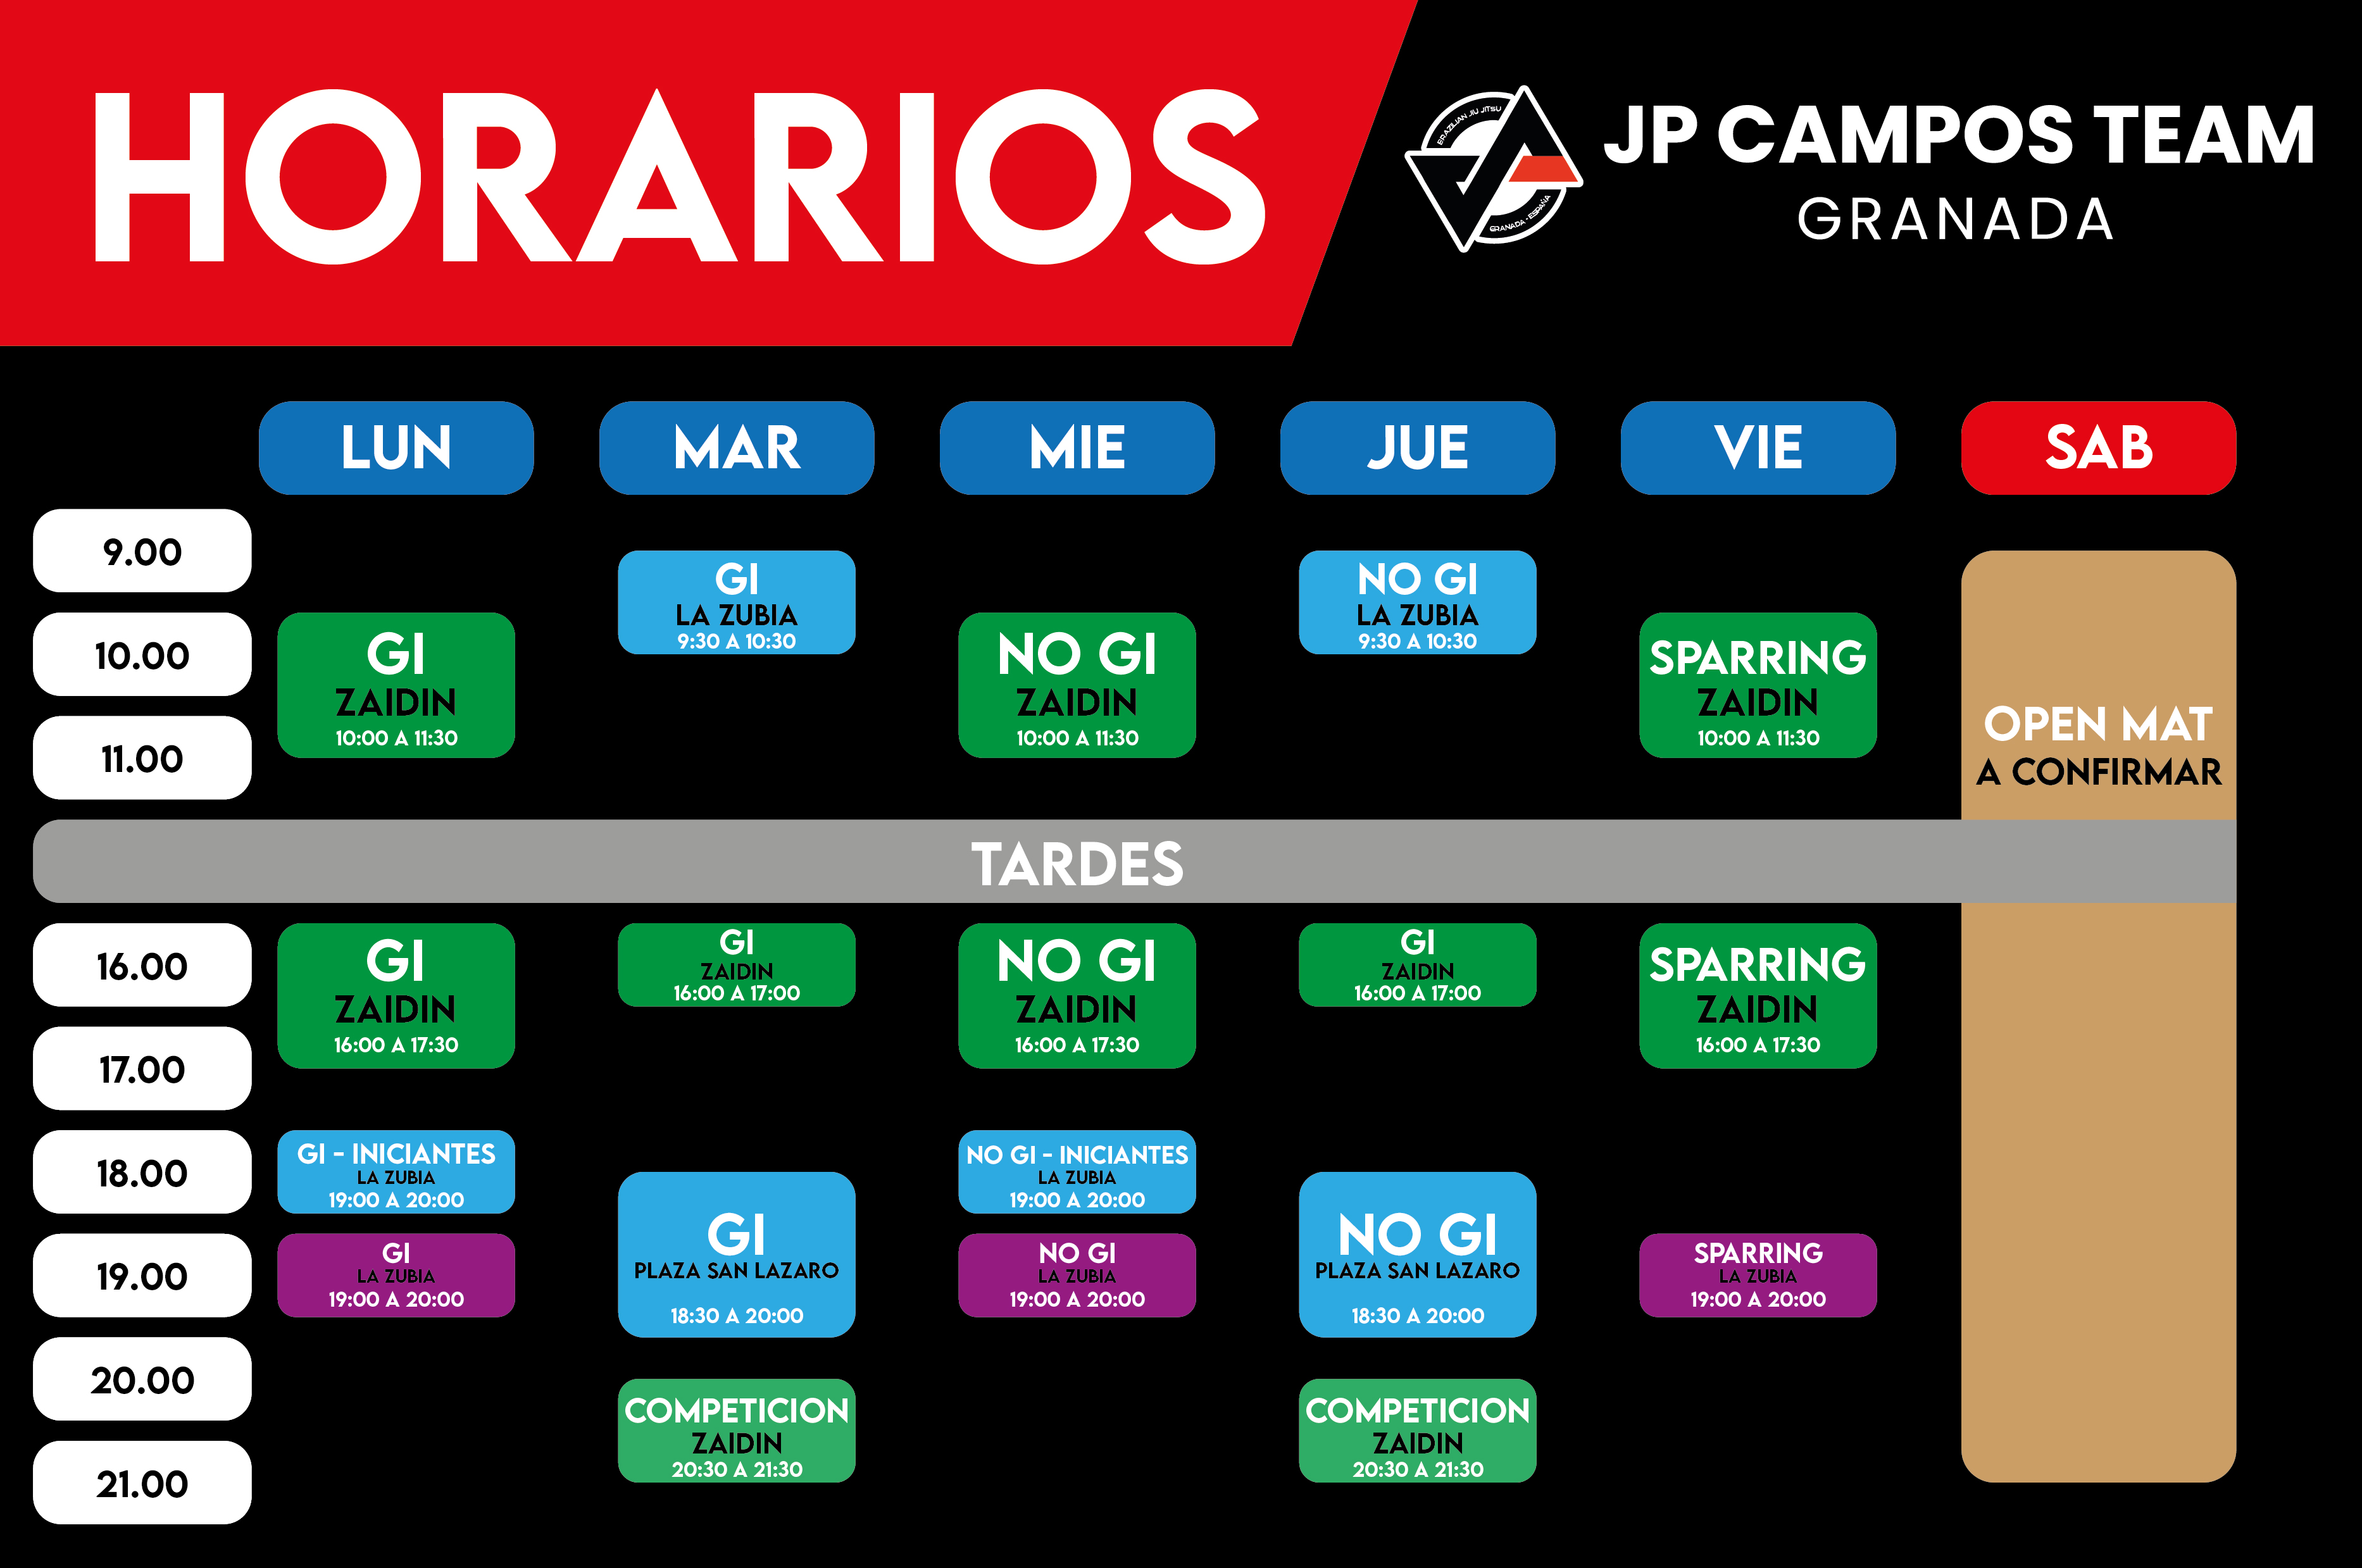 HORARIOS
BRAZILIAN JIU JITSU
GRANADA - ESPAÑA
JP CAMPOS TEAM
GRANADA
LUN
MAR
MIE
JUE
VIE
SAB
9.00
10.00
11.00
GI
ZAIDIN
10:00 A 11:30
GI
LA ZUBIA
9:30 A 10:30
NO GI
ZAIDIN
10:00 A 11:30
NO GI
LA ZUBIA
9:30 A 10:30
SPARRING
ZAIDIN
10:00 A 11:30
OPEN MAT
A CONFIRMAR
TARDES
16.00
17.00
18.00
19.00
20.00
21.00
GI
ZAIDIN
16:00 A 17:30
GI
ZAIDIN
16:00 A 17:00
NO GI
ZAIDIN
16:00 A 17:30
GI
ZAIDIN
16:00 A 17:00
SPARRING
ZAIDIN
16:00 A 17:30
GI - INICIANTES
LA ZUBIA
19:00 A 20:00
NO GI - INICIANTES
LA ZUBIA
19:00 A 20:00
GI
LA ZUBIA
19:00 A 20:00
GI
PLAZA SAN LAZARO
18:30 A 20:00
NO GI
LA ZUBIA
19:00 A 20:00
NO GI
PLAZA SAN LAZARO
18:30 A 20:00
SPARRING
LA ZUBIA
19:00 A 20:00
COMPETICION
ZAIDIN
20:30 A 21:30
COMPETICION
ZAIDIN
20:30 A 21:30